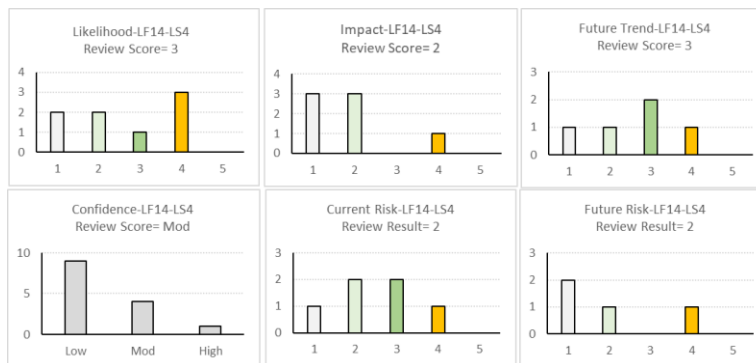 Likelihood-LF14-LS4
Review Score= 3
4
3
2
1
0
1 2 3 4 5
Impact-LF14-LS4
Review Score= 2
4
3
2
1
0
1 2 3 4 5
Future Trend-LF14-LS4
Review Score= 3
3
2
1
0
1 2 3 4 5
Confidence-LF14-LS4
Review Score= Mod
10
5
0
Low Mod High
Current Risk-LF14-LS4
Review Result= 2
3
2
1
0
1 2 3 4 5
Future Risk-LF14-LS4
Review Result= 2
3
2
1
0
1 2 3 4 5